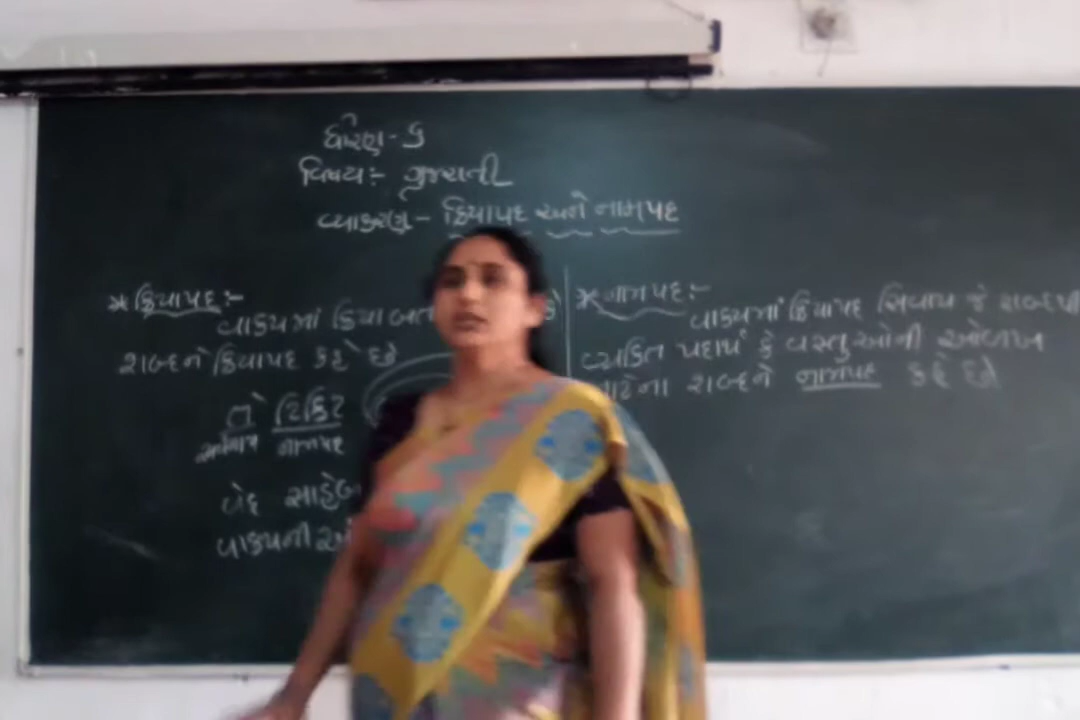 ધોરણ - ૬
વિષય :- ગુજરાતી
વ્યાકરણ - ક્રિયાપદ અને નામપદ
* ક્રિયાપદ :-
વાક્યમાં ક્રિયા
શબ્દને ક્રિયાપદ કહે છે
તે ક્રિકેટ
નામપદ
વેદ સાહેબ
વાક્યની
* નામપદ :-
વાક્યમાં ક્રિયાપદ સિવાય જે શબ્દથી
વ્યક્તિ પદાર્થ કે વસ્તુઓની ઓળખ
માટેના શબ્દને નામપદ કહે છે